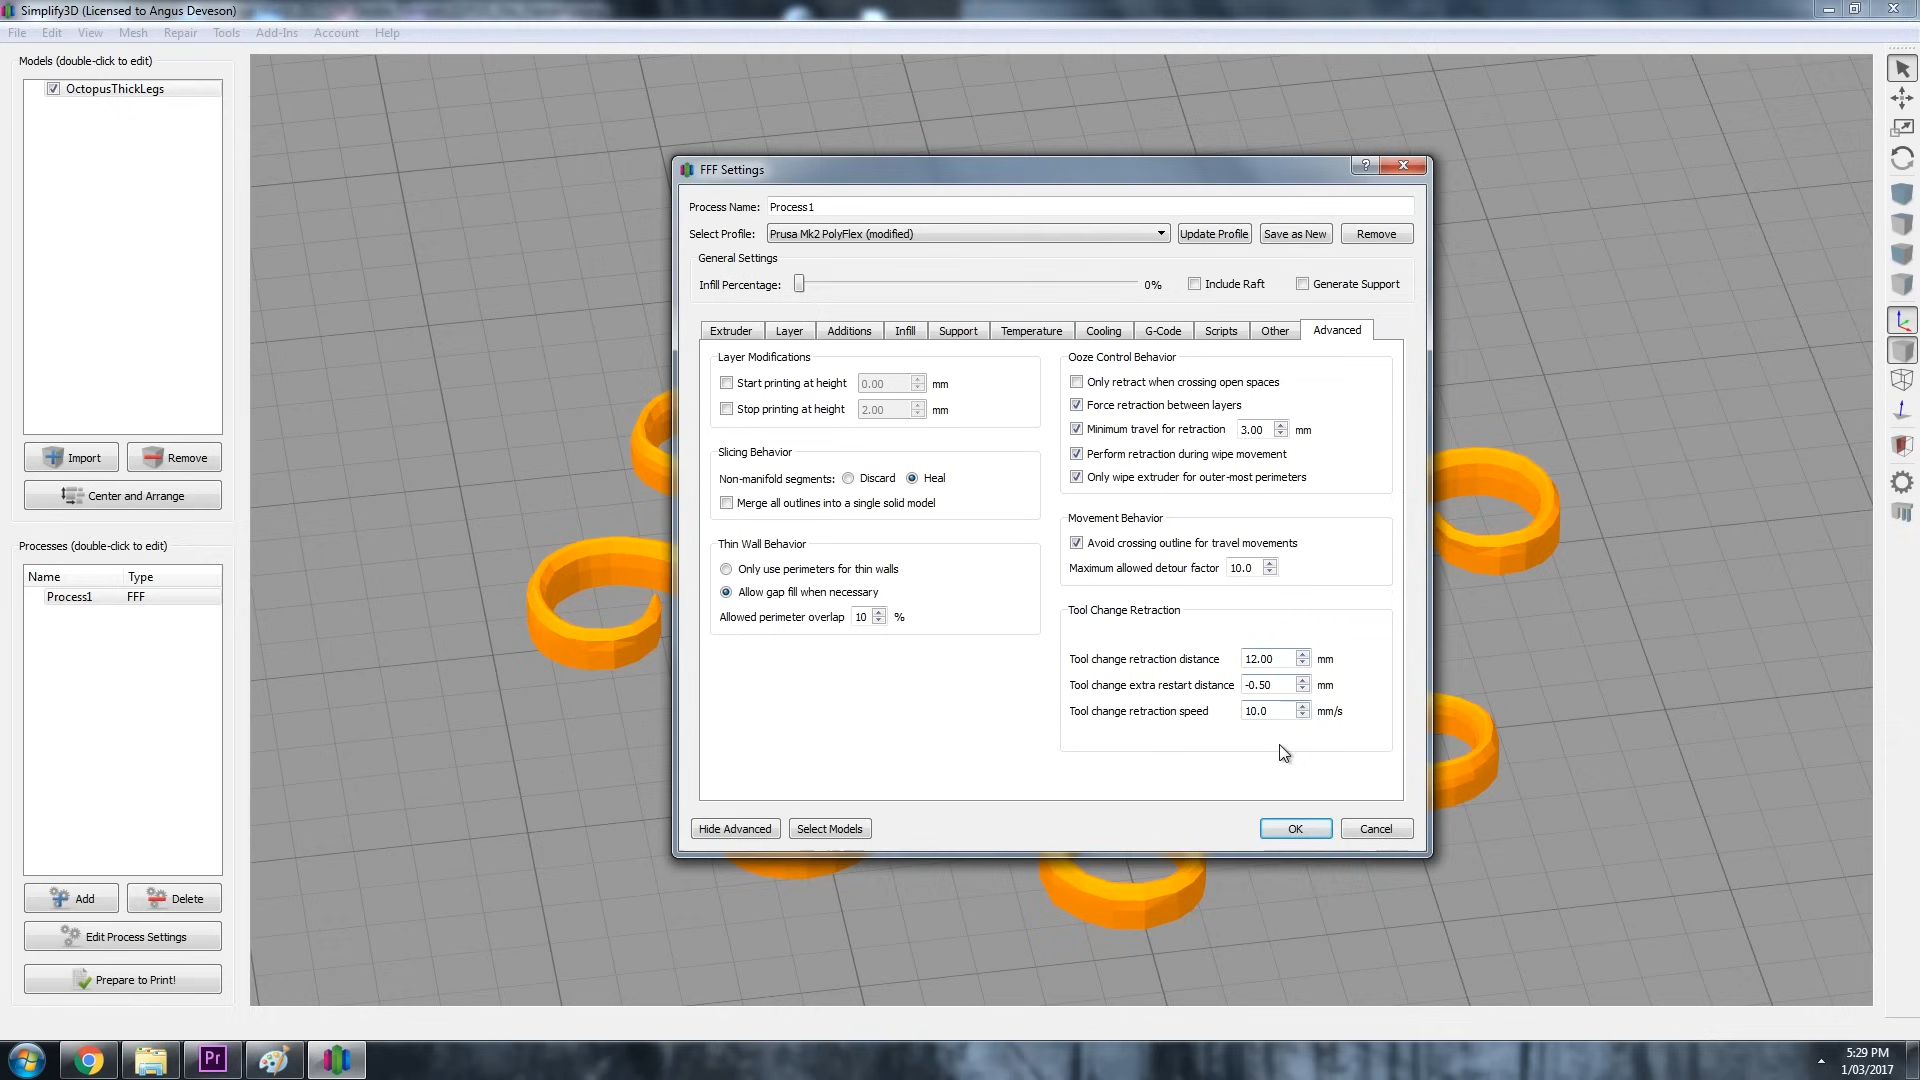 Simplify3D (Licensed to Angus Deveson)
File Edit View Mesh Repair Tools Add-Ins Account Help
Models (double-click to edit)
OctopusThickLegs
Import Remove
Center and Arrange
Processes (double-click to edit)
Name Type
Process1 FFF
Add Delete
Edit Process Settings
Prepare to Print!
FFF Settings
?
Process Name: Process1
Select Profile: Prusa Mk2 PolyFlex (modified) Update Profile Save as New Remove
General Settings
Infill Percentage: 0% Include Raft Generate Support
Extruder Layer Additions Infill Support Temperature Cooling G-Code Scripts Other Advanced
Layer Modifications
Start printing at height 0.00 mm
Stop printing at height 2.00 mm
Slicing Behavior
Non-manifold segments: Discard Heal
Merge all outlines into a single solid model
Thin Wall Behavior
Only use perimeters for thin walls
Allow gap fill when necessary
Allowed perimeter overlap 10 %
Ooze Control Behavior
Only retract when crossing open spaces
Force retraction between layers
Minimum travel for retraction 3.00 mm
Perform retraction during wipe movement
Only wipe extruder for outer-most perimeters
Movement Behavior
Avoid crossing outline for travel movements
Maximum allowed detour factor 10.0
Tool Change Retraction
Tool change retraction distance 12.00 mm
Tool change extra restart distance -0.50 mm
Tool change retraction speed 10.0 mm/s
Hide Advanced Select Models OK Cancel
Pr
5:29 PM
1/03/2017